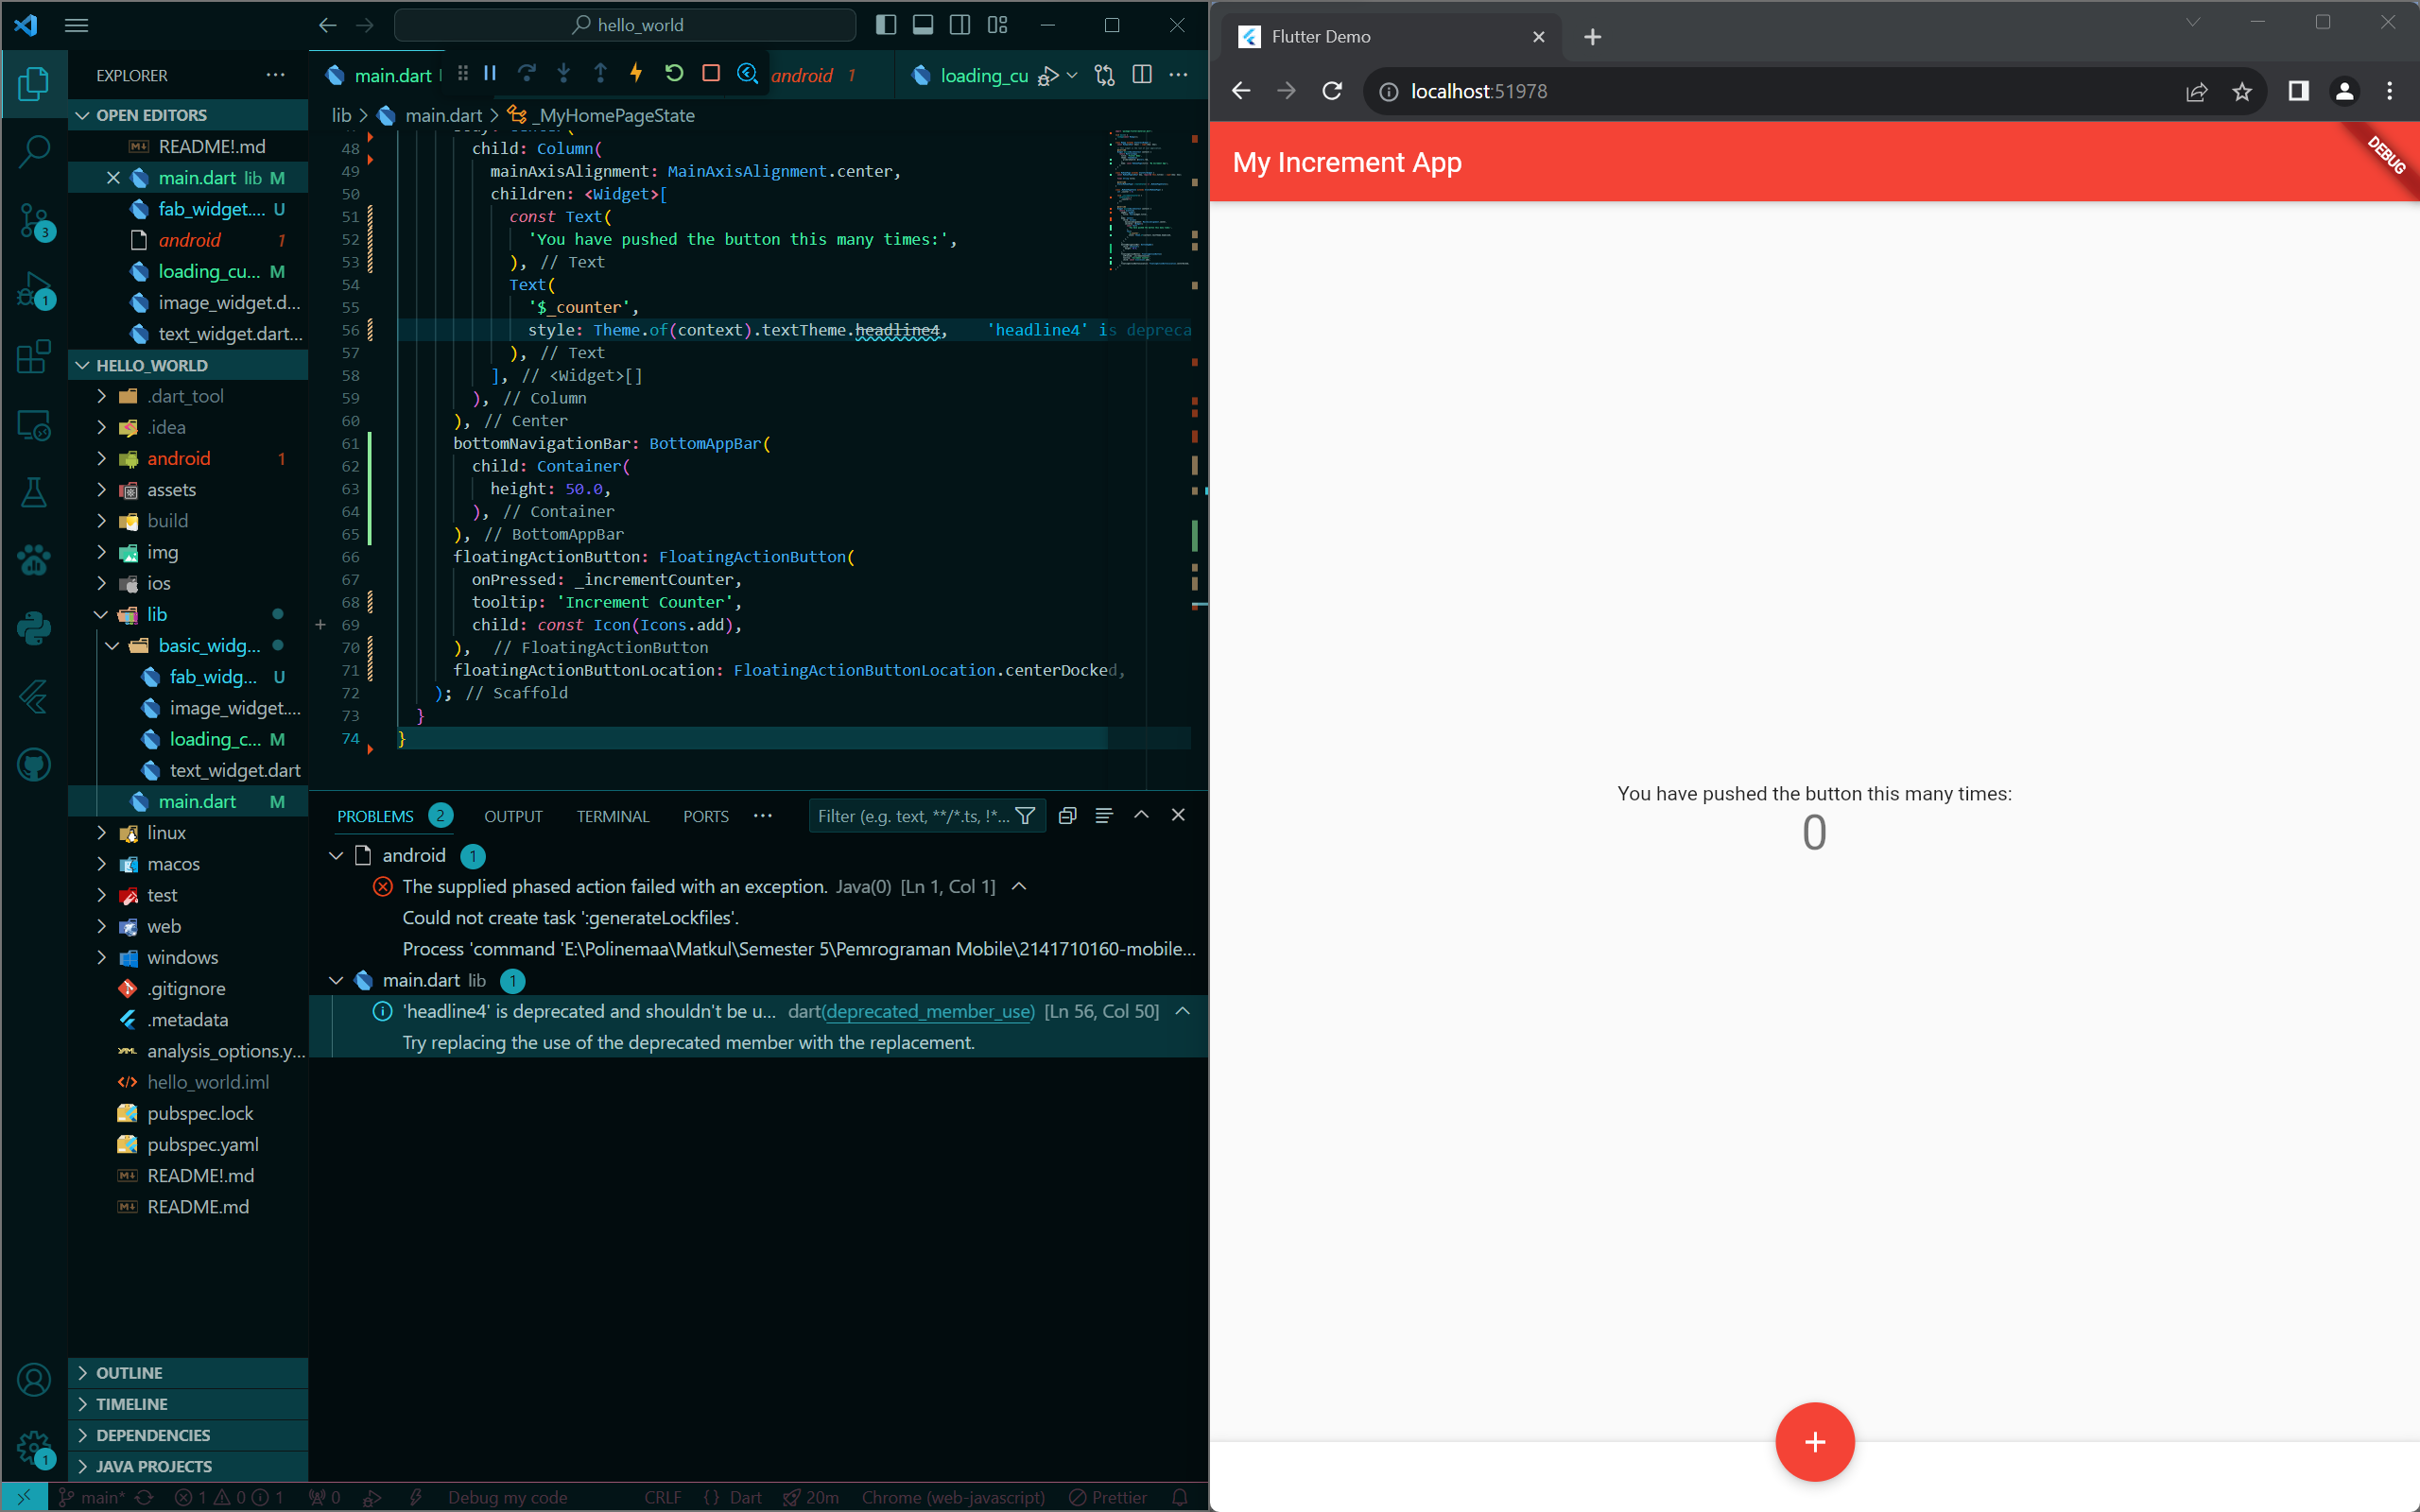 hello_world
EXPLORER
OPEN EDITORS
README!.md
main.dart lib M
fab_widget.... U
android 1
loading_cu... M
image_widget.d...
text_widget.dart...
HELLO_WORLD
.dart_tool
.idea
android 1
assets
build
img
ios
lib
basic_widg...
fab_widg... U
image_widget....
loading_c... M
text_widget.dart
main.dart M
linux
macos
test
web
windows
.gitignore
.metadata
analysis_options.y...
hello_world.iml
pubspec.lock
pubspec.yaml
README!.md
README.md
OUTLINE
TIMELINE
DEPENDENCIES
JAVA PROJECTS
3
1
1
main.dart
android 1
loading_cu
lib > main.dart > _MyHomePageState
48 child: Column(
49 mainAxisAlignment: MainAxisAlignment.center,
50 children: <Widget>[
51 const Text(
52 'You have pushed the button this many times:',
53 ), // Text
54 Text(
55 '$_counter',
56 style: Theme.of(context).textTheme.headline4, 'headline4' is depreca
57 ), // Text
58 ], // <Widget>[]
59 ), // Column
60 ), // Center
61 bottomNavigationBar: BottomAppBar(
62 child: Container(
63 height: 50.0,
64 ), // Container
65 ), // BottomAppBar
66 floatingActionButton: FloatingActionButton(
67 onPressed: _incrementCounter,
68 tooltip: 'Increment Counter',
69 child: const Icon(Icons.add),
70 ), // FloatingActionButton
71 floatingActionButtonLocation: FloatingActionButtonLocation.centerDocked,
72 ); // Scaffold
73 }
74 }
PROBLEMS 2 OUTPUT TERMINAL PORTS ··· Filter (e.g. text, **/*.ts, !*...
android 1
The supplied phased action failed with an exception. Java(0) [Ln 1, Col 1]
Could not create task ':generateLockfiles'.
Process 'command 'E:\Polinemaa\Matkul\Semester 5\Pemrograman Mobile\2141710160-mobile...
main.dart lib 1
'headline4' is deprecated and shouldn't be u... dart(deprecated_member_use) [Ln 56, Col 50]
Try replacing the use of the deprecated member with the replacement.
main* 1 0 1 0 Debug my code CRLF {} Dart 20m Chrome (web-javascript) Prettier
Flutter Demo
localhost:51978
My Increment App
DEBUG
You have pushed the button this many times:
0
+